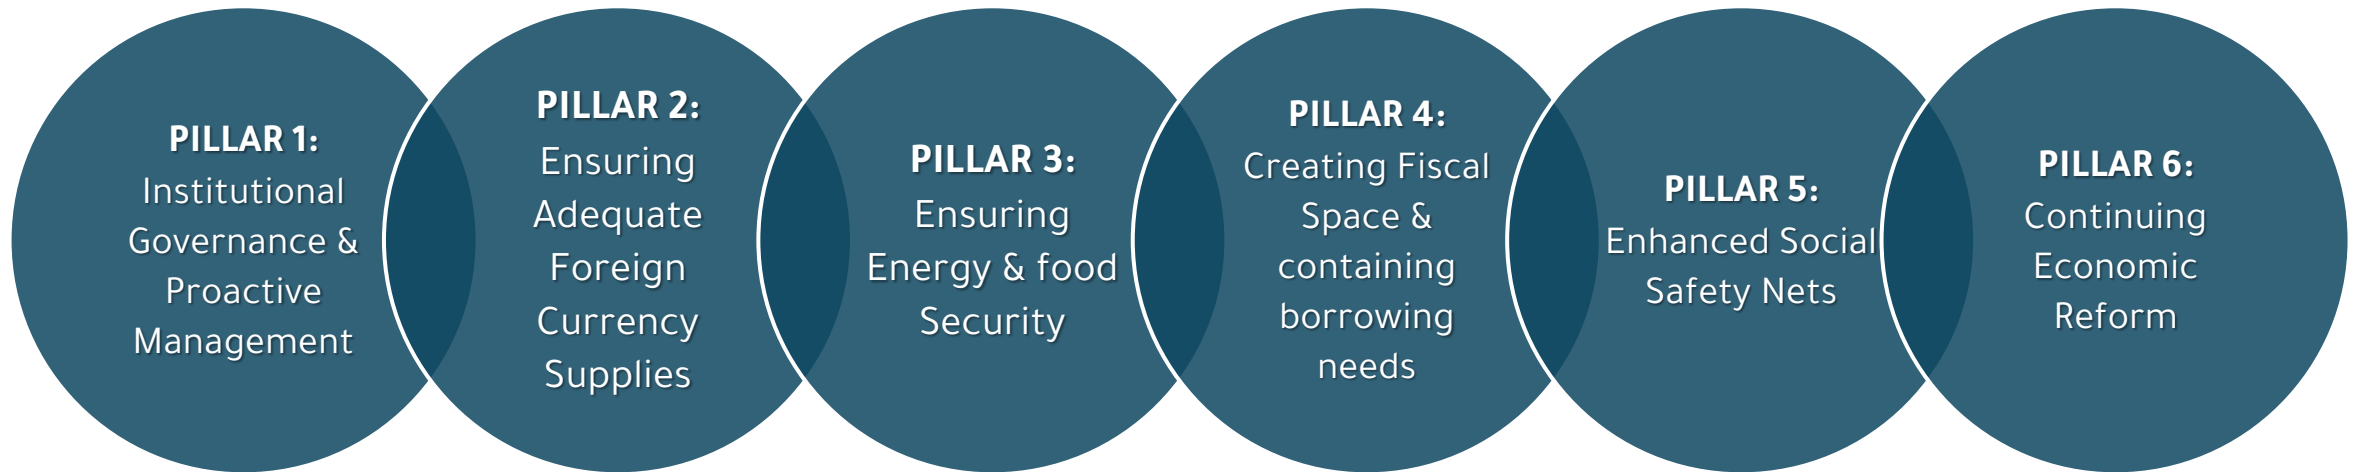 PILLAR 1:
Institutional
Governance &
Proactive
Management
PILLAR 2:
Ensuring
Adequate
Foreign
Currency
Supplies
PILLAR 3:
Ensuring
Energy & food
Security
PILLAR 4:
Creating Fiscal
Space &
containing
borrowing
needs
PILLAR 5:
Enhanced Social
Safety Nets
PILLAR 6:
Continuing
Economic
Reform